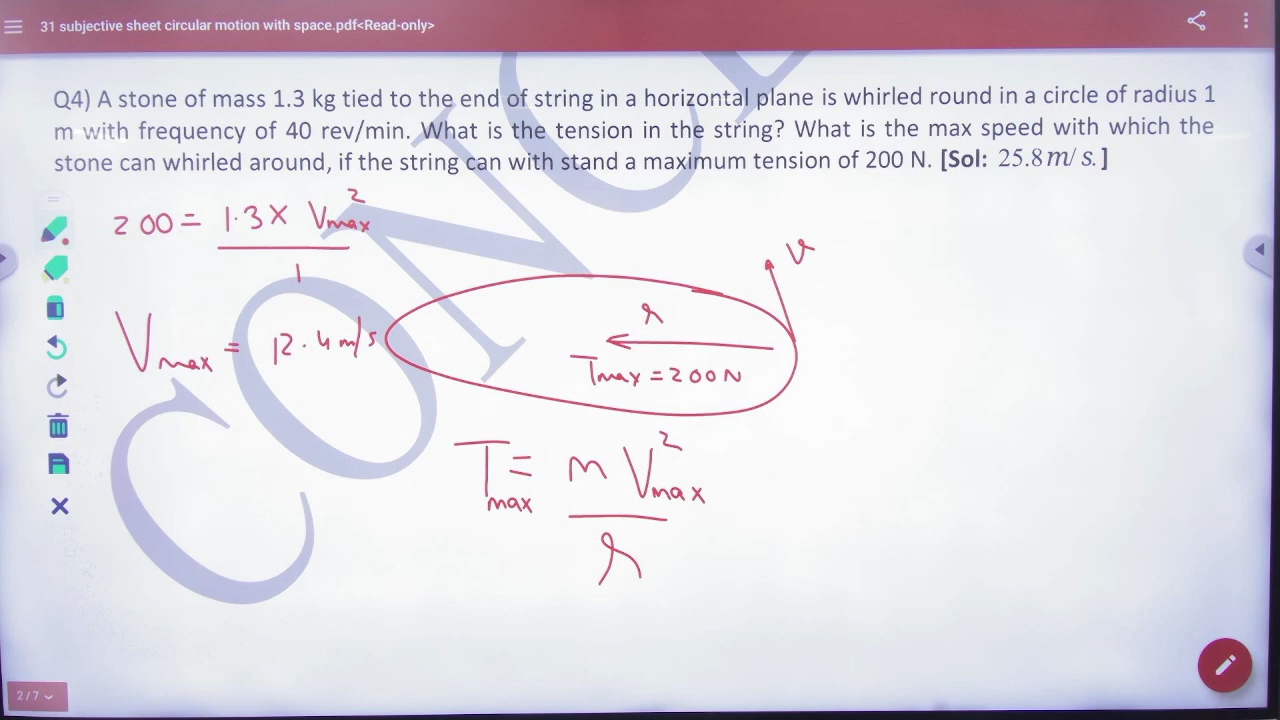 31 subjective sheet circular motion with space.pdf<Read-only>
Q4) A stone of mass 1.3 kg tied to the end of string in a horizontal plane is whirled round in a circle of radius 1
m with frequency of 40 rev/min. What is the tension in the string? What is the max speed with which the
stone can whirled around, if the string can with stand a maximum tension of 200 N. [Sol: 25.8 m/s.]
200 = 1.3 × Vmax²
1
v
r
Vmax = 12.4 m/s
Tmax = 200 N
Tmax = m Vmax²
r
2/7